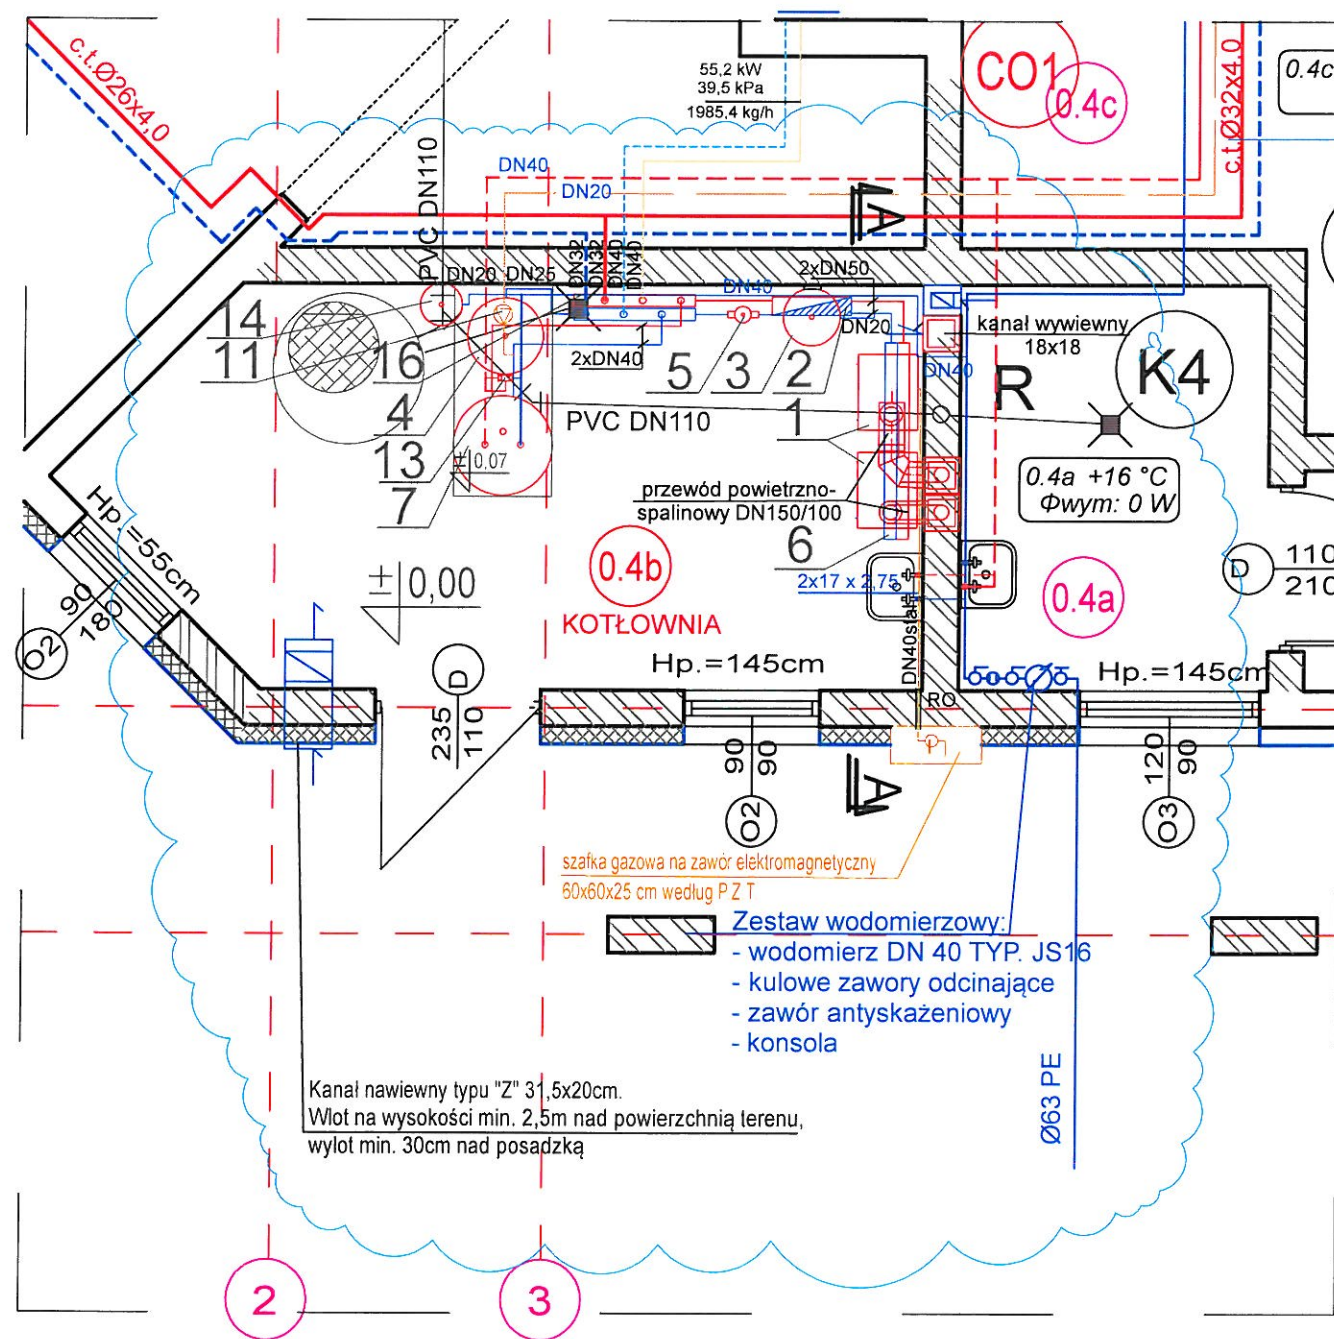 c.t.Ø26x4,0
55,2 kW
39,5 kPa
1985,4 kg/h
CO1
0.4c
c.t.Ø32x4.0
0.4c
DN40
DN20
PVC DN110
A
DN20
DN25
DN32
DN32
DN40
DN40
DN40
2xDN50
DN20
14
11
16
4
13
7
2xDN40
5
3
2
1
kanał wywiewny
18x18
DN40
R
K4
PVC DN110
±0,07
przewód powietrzno-
spalinowy DN150/100
6
0.4a +16 °C
Φwym: 0 W
Hp.=55cm
90
180
O2
± 0,00
0.4b
KOTŁOWNIA
2x17 x 2,75
DN40stal
0.4a
D
110
210
Hp.=145cm
Hp.=145cm
RO
D
235
110
90
90
O2
A
120
90
O3
szafka gazowa na zawór elektromagnetyczny
60x60x25 cm według P Z T
Zestaw wodomierzowy:
- wodomierz DN 40 TYP. JS16
- kulowe zawory odcinające
- zawór antyskażeniowy
- konsola
Ø63 PE
Kanał nawiewny typu "Z" 31,5x20cm.
Wlot na wysokości min. 2,5m nad powierzchnią terenu,
wylot min. 30cm nad posadzką
2
3